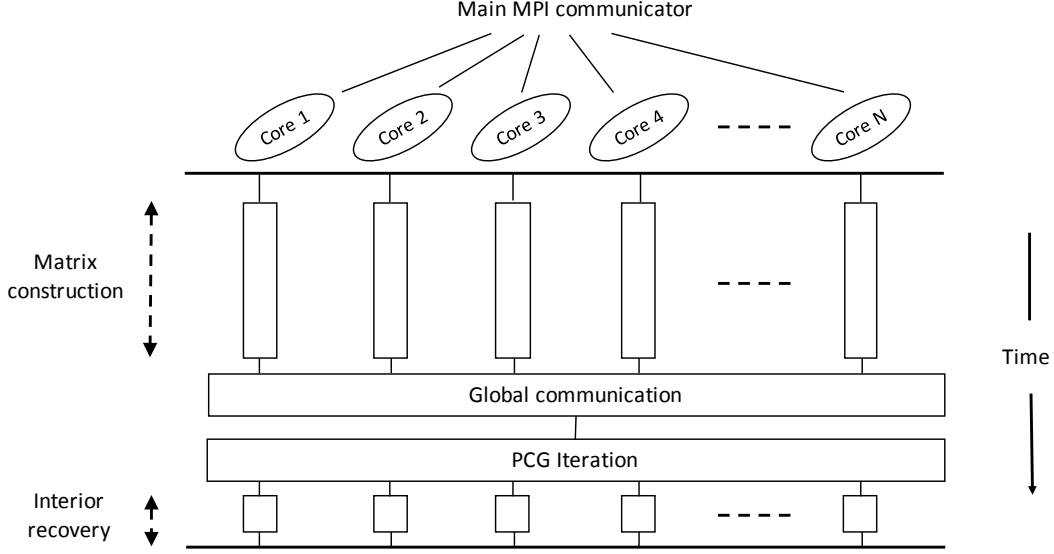 Main MPI communicator
Core 1
Core 2
Core 3
Core 4
Core N
Matrix
construction
Time
Global communication
PCG Iteration
Interior
recovery